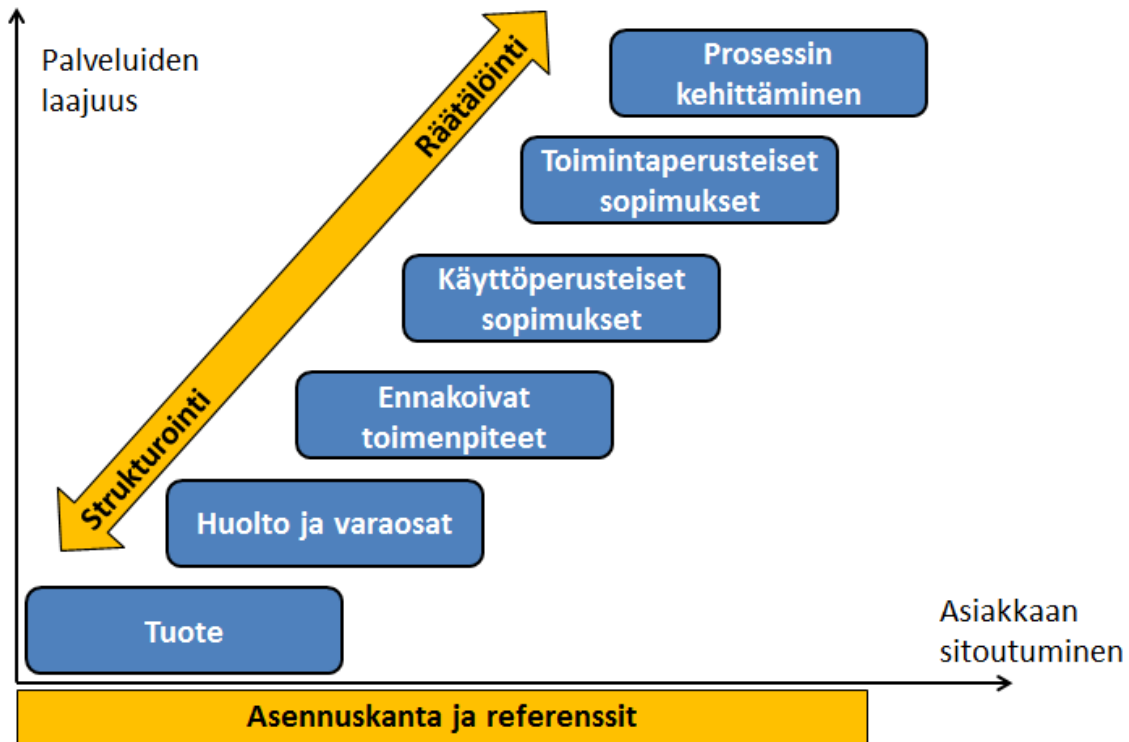 Palveluiden
laajuus
Räätälöinti
Strukturointi
Prosessin
kehittäminen
Toimintaperusteiset
sopimukset
Käyttöperusteiset
sopimukset
Ennakoivat
toimenpiteet
Huolto ja varaosat
Tuote
Asiakkaan
sitoutuminen
Asennuskanta ja referenssit